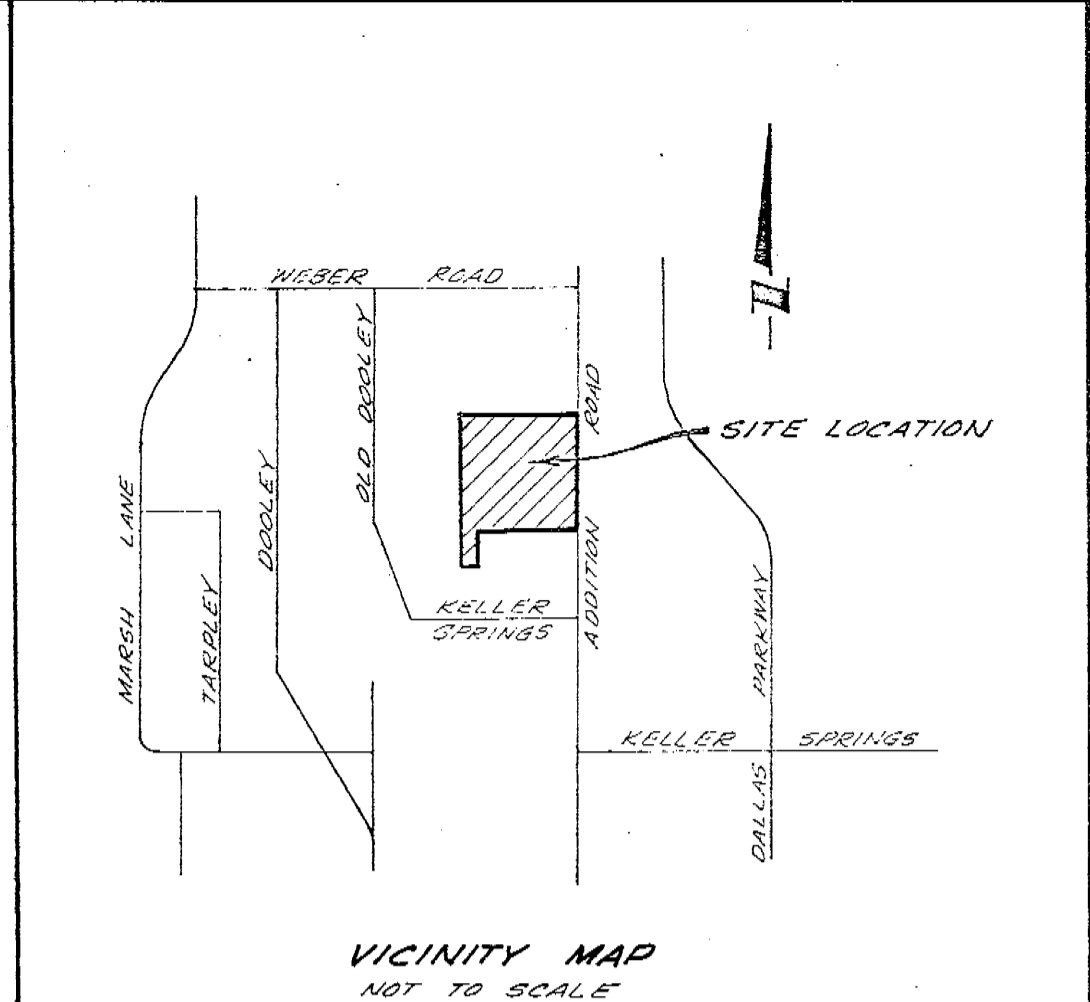 WEBER ROAD
OLD DOOLEY
ROAD
SITE LOCATION
MARSH LANE
DOOLEY
TARPLEY
ADDITION
KELLER
SPRINGS
PARKWAY
KELLER SPRINGS
DALLAS
VICINITY MAP
NOT TO SCALE